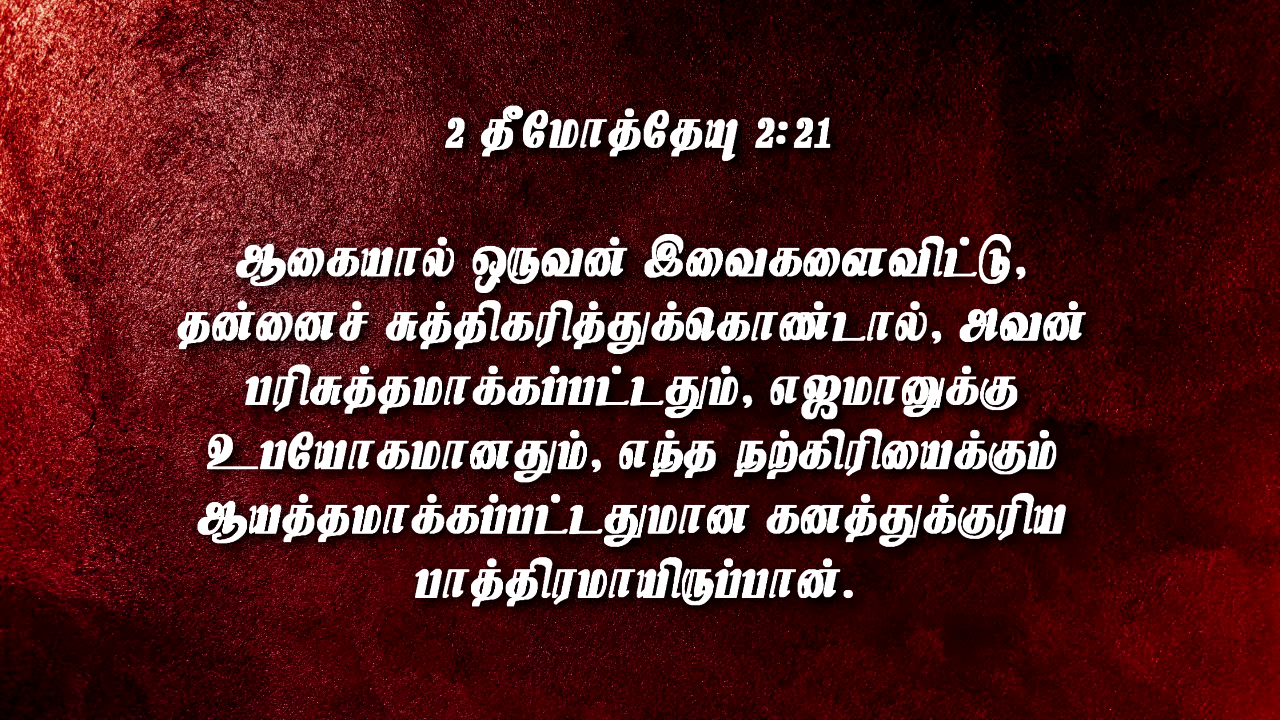 2 தீமோத்தேயு 2:21
ஆகையால் ஒருவன் இவைகளைவிட்டு,
தன்னைச் சுத்திகரித்துக்கொண்டால், அவன்
பரிசுத்தமாக்கப்பட்டதும், எஜமானுக்கு
உபயோகமானதும், எந்த நற்கிரியைக்கும்
ஆயத்தமாக்கப்பட்டதுமான கனத்துக்குரிய
பாத்திரமாயிருப்பான்.